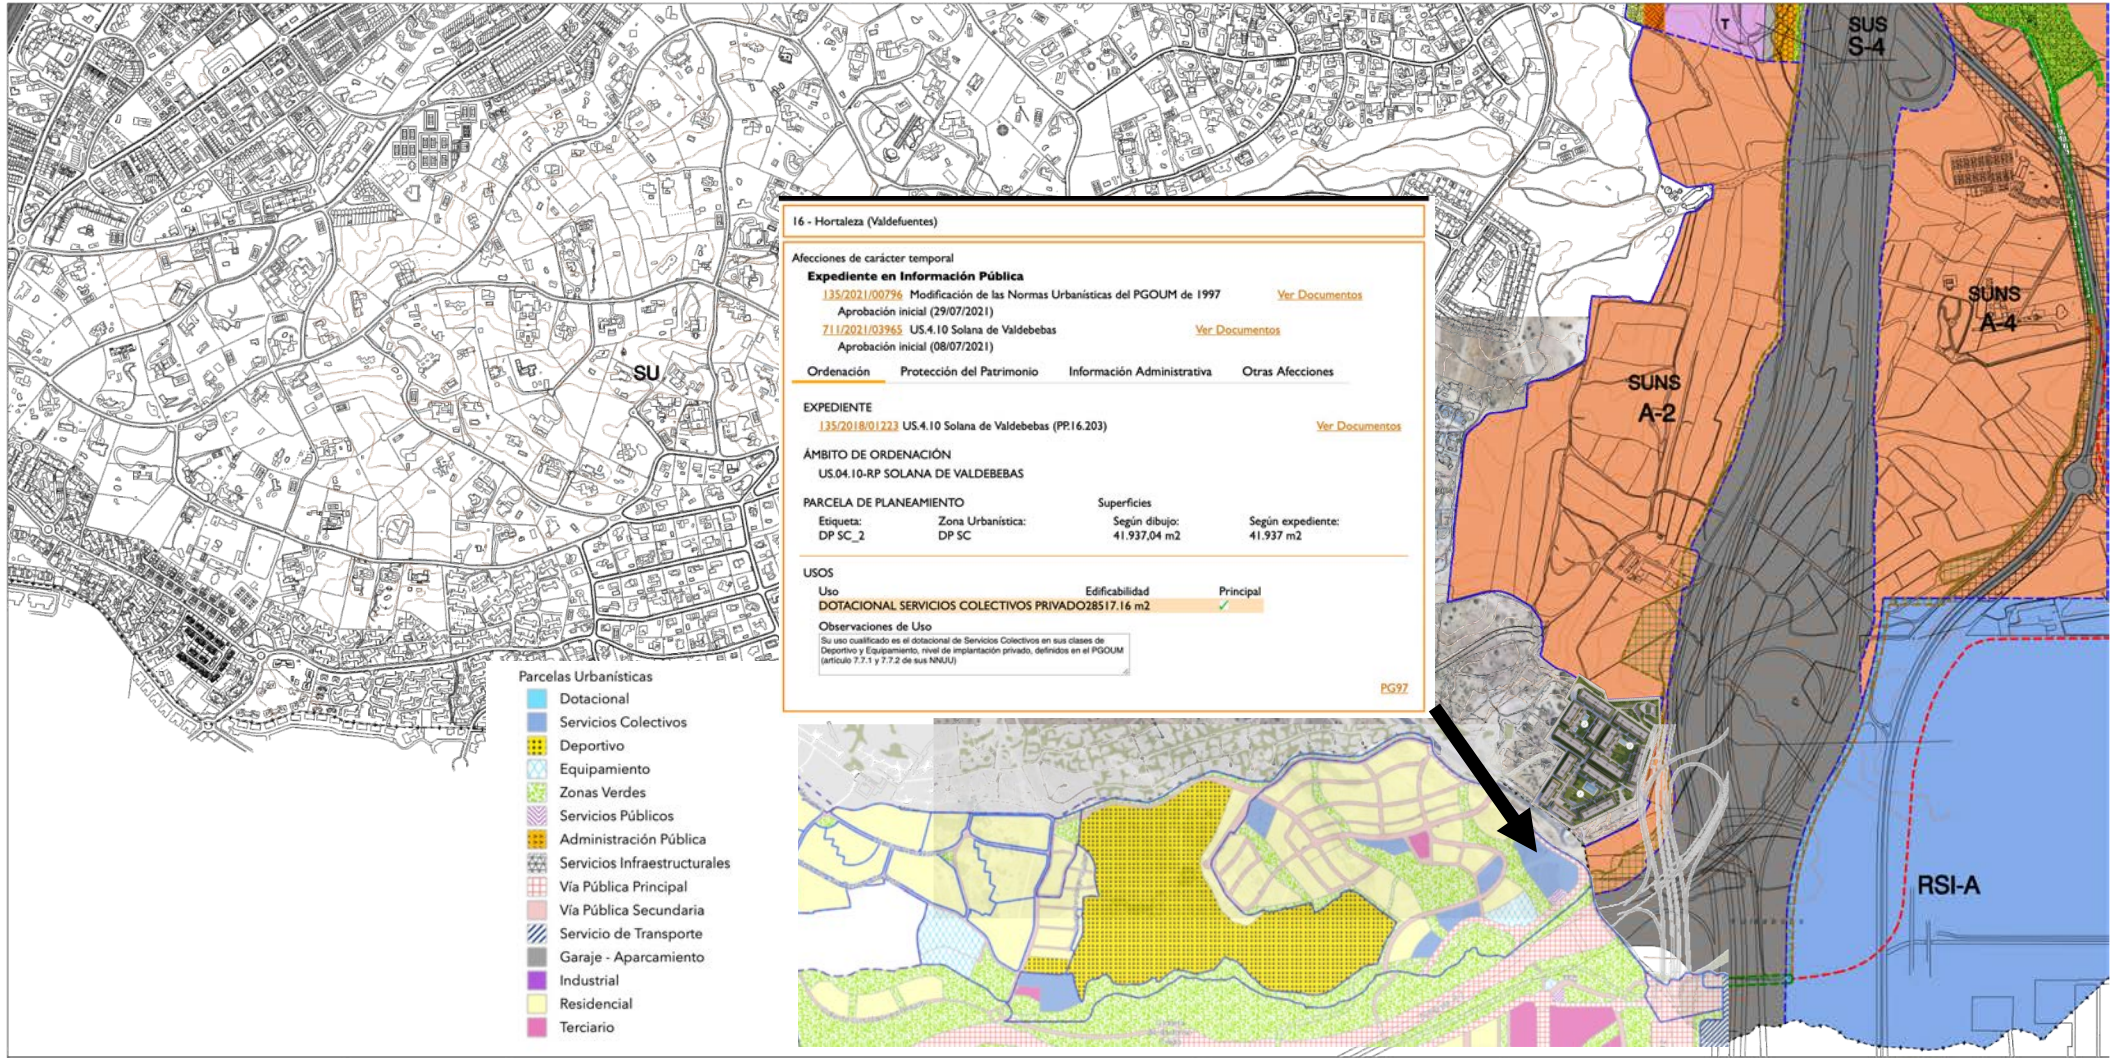 T
SUS
S-4
16 - Hortaleza (Valdefuentes)
Afecciones de carácter temporal
Expediente en Información Pública
135/2021/00796 Modificación de las Normas Urbanísticas del PGOUM de 1997 Ver Documentos
Aprobación inicial (29/07/2021)
711/2021/03965 US.4.10 Solana de Valdebebas Ver Documentos
Aprobación inicial (08/07/2021)
Ordenación Protección del Patrimonio Información Administrativa Otras Afecciones
EXPEDIENTE
135/2018/01223 US.4.10 Solana de Valdebebas (PP.16.203) Ver Documentos
ÁMBITO DE ORDENACIÓN
US.04.10-RP SOLANA DE VALDEBEBAS
PARCELA DE PLANEAMIENTO Superficies
Etiqueta: Zona Urbanística: Según dibujo: Según expediente:
DP SC_2 DP SC 41.937,04 m2 41.937 m2
USOS
Uso Edificabilidad Principal
DOTACIONAL SERVICIOS COLECTIVOS PRIVADO28517.16 m2 ✓
Observaciones de Uso
Su uso cualificado es el dotacional de Servicios Colectivos en sus clases de
Deportivo y Equipamiento, nivel de implantación privado, definidos en el PGOUM
(artículo 7.7.1 y 7.7.2 de sus NNUU)
PG97
SU
SUNS
A-4
SUNS
A-2
RSI-A
Parcelas Urbanísticas
Dotacional
Servicios Colectivos
Deportivo
Equipamiento
Zonas Verdes
Servicios Públicos
Administración Pública
Servicios Infraestructurales
Vía Pública Principal
Vía Pública Secundaria
Servicio de Transporte
Garaje - Aparcamiento
Industrial
Residencial
Terciario